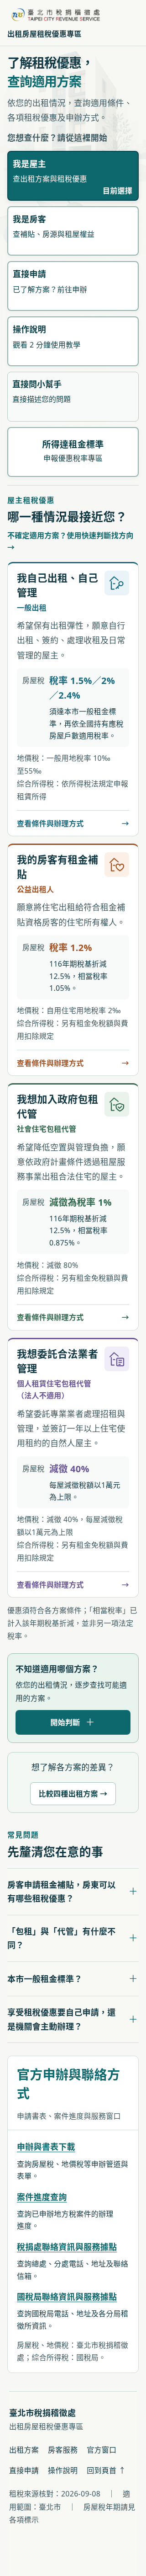 臺北市稅捐稽徵處
TAIPEI CITY REVENUE SERVICE
出租房屋租稅優惠專區
了解租稅優惠，
查詢適用方案
依您的出租情況，查詢適用條件、
各項租稅優惠及申辦方式。
您想查什麼？請從這裡開始
我是屋主
查出租方案與租稅優惠
目前選擇
我是房客
查補貼、房源與租屋權益
直接申請
已了解方案？前往申辦
操作說明
觀看 2 分鐘使用教學
直接問小幫手
直接描述您的問題
所得達租金標準
申報優惠稅率專區
屋主租稅優惠
哪一種情況最接近您？
不確定適用方案？使用快速判斷找方向
→
我自己出租、自己
管理
一般出租
希望保有出租彈性，願意自行
出租、簽約、處理收租及日常
管理的屋主。
房屋稅
稅率 1.5%／2%
／2.4%
須達本市一般租金標
準，再依全國持有應稅
房屋戶數適用稅率。
地價稅：一般用地稅率 10‰
至55‰
綜合所得稅：依所得稅法規定申報
租賃所得
查看條件與辦理方式 →
我的房客有租金補
貼
公益出租人
願意將住宅出租給符合租金補
貼資格房客的住宅所有權人。
房屋稅
稅率 1.2%
116年期稅基折減
12.5%，相當稅率
1.05%。
地價稅：自用住宅用地稅率 2‰
綜合所得稅：另有租金免稅額與費
用扣除規定
查看條件與辦理方式 →
我想加入政府包租
代管
社會住宅包租代管
希望降低空置與管理負擔，願
意依政府計畫條件透過租屋服
務事業出租合法住宅的屋主。
房屋稅
減徵為稅率 1%
116年期稅基折減
12.5%，相當稅率
0.875%。
地價稅：減徵 80%
綜合所得稅：另有租金免稅額與費
用扣除規定
查看條件與辦理方式 →
我想委託合法業者
管理
個人租賃住宅包租代管
（法人不適用）
希望委託專業業者處理招租與
管理，並簽訂一年以上住宅使
用租約的自然人屋主。
房屋稅
減徵 40%
每屋減徵稅額以1萬元
為上限。
地價稅：減徵 40%，每屋減徵稅
額以1萬元為上限
綜合所得稅：另有租金免稅額與費
用扣除規定
查看條件與辦理方式 →
優惠須符合各方案條件；「相當稅率」已
計入該年期稅基折減，並非另一項法定
稅率。
不知道適用哪個方案？
依您的出租情況，逐步查找可能適
用的方案。
開始判斷 ＋
想了解各方案的差異？
比較四種出租方案 →
常見問題
先釐清您在意的事
房客申請租金補貼，房東可以
有哪些租稅優惠？
「包租」與「代管」有什麼不
同？
本市一般租金標準？
享受租稅優惠要自己申請，還
是機關會主動辦理？
官方申辦與聯絡方
式
申請書表、案件進度與服務窗口
申辦與書表下載
查詢房屋稅、地價稅等申辦管道與
表單。
案件進度查詢
查詢已申辦地方稅案件的辦理
進度。
稅捐處聯絡資訊與服務據點
查詢總處、分處電話、地址及聯絡
信箱。
國稅局聯絡資訊與服務據點
查詢國稅局電話、地址及各分局稽
徵所資訊。
房屋稅、地價稅：臺北市稅捐稽徵
處；綜合所得稅：國稅局。
臺北市稅捐稽徵處
出租房屋租稅優惠專區
出租方案 房客服務 官方窗口
直接申請 操作說明 回到頁首 ↑
租稅來源核對：2026-09-08 ｜ 適
用範圍：臺北市 ｜ 房屋稅年期請見
各項標示